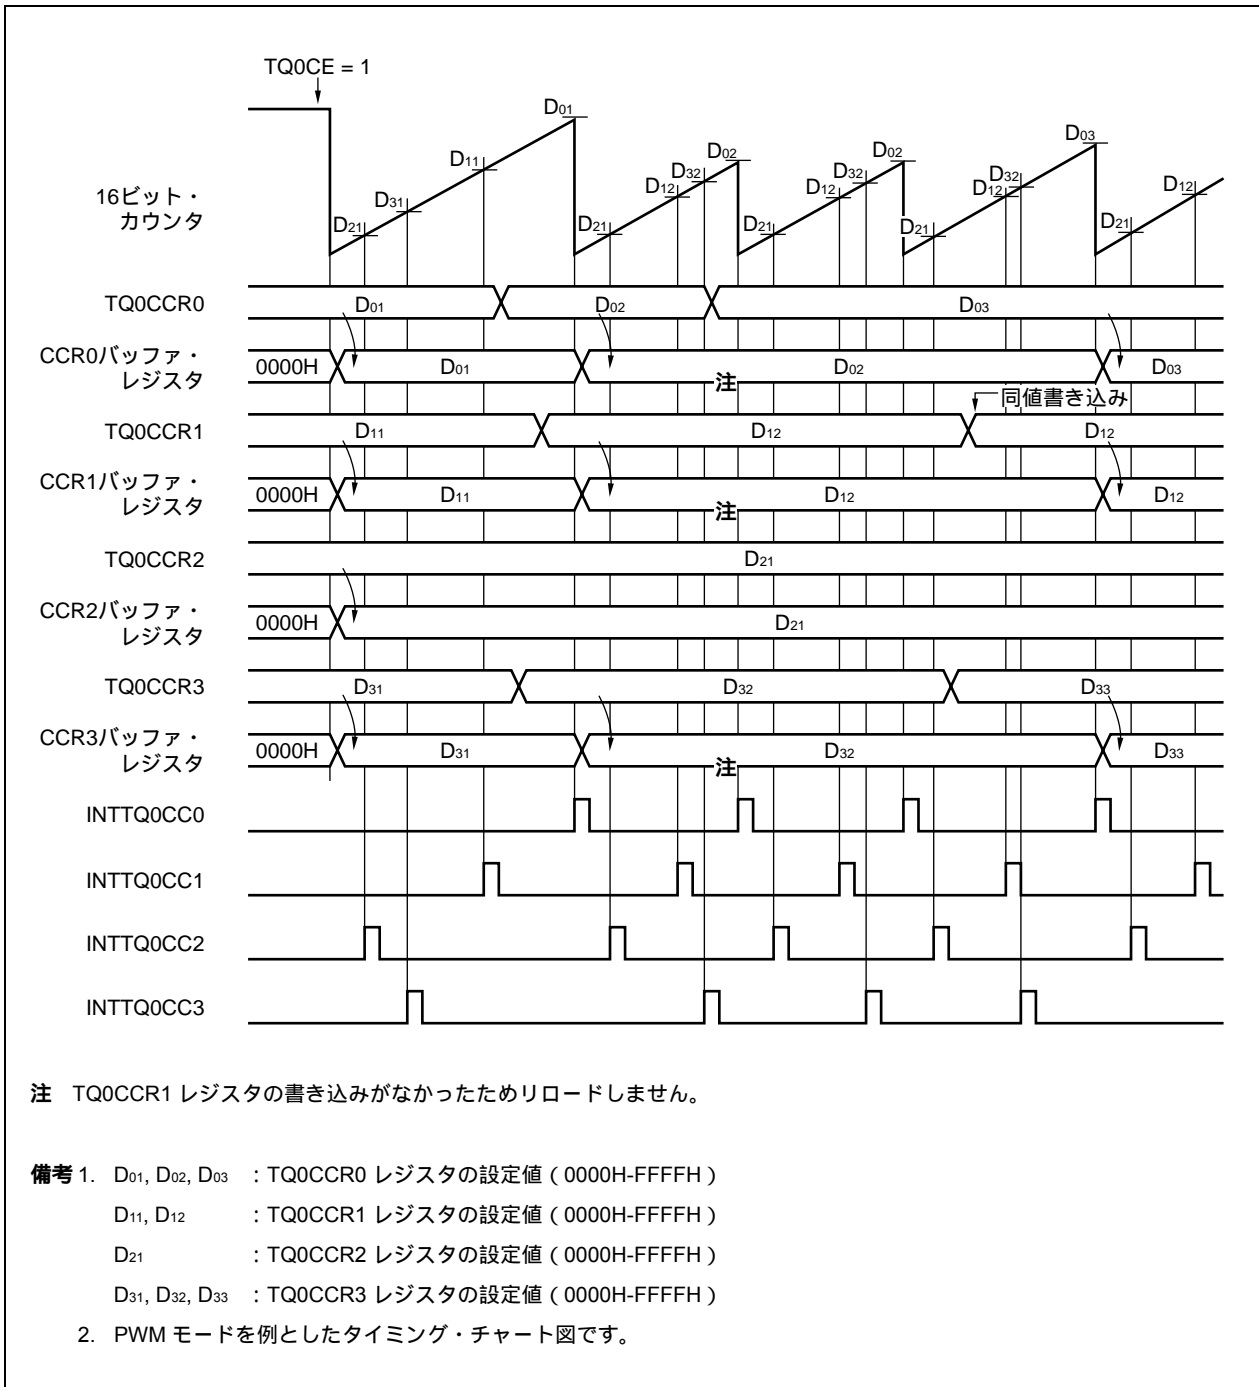 TQ0CE = 1
16ビット・
カウンタ
D21 D31 D11 D01 D21 D12 D32 D02 D21 D12 D32 D02 D21 D12 D32 D03 D21 D12
TQ0CCR0
D01 D02 D03
CCR0バッファ・
レジスタ
0000H D01 注 D02 D03
同値書き込み
TQ0CCR1
D11 D12 D12
CCR1バッファ・
レジスタ
0000H D11 注 D12 D12
TQ0CCR2
D21
CCR2バッファ・
レジスタ
0000H D21
TQ0CCR3
D31 D32 D33
CCR3バッファ・
レジスタ
0000H D31 注 D32 D33
INTTQ0CC0
INTTQ0CC1
INTTQ0CC2
INTTQ0CC3
注 TQ0CCR1 レジスタの書き込みがなかったためリロードしません。
備考 1. D01, D02, D03 : TQ0CCR0 レジスタの設定値(0000H-FFFFH)
D11, D12 : TQ0CCR1 レジスタの設定値(0000H-FFFFH)
D21 : TQ0CCR2 レジスタの設定値(0000H-FFFFH)
D31, D32, D33 : TQ0CCR3 レジスタの設定値(0000H-FFFFH)
2. PWM モードを例としたタイミング・チャート図です。